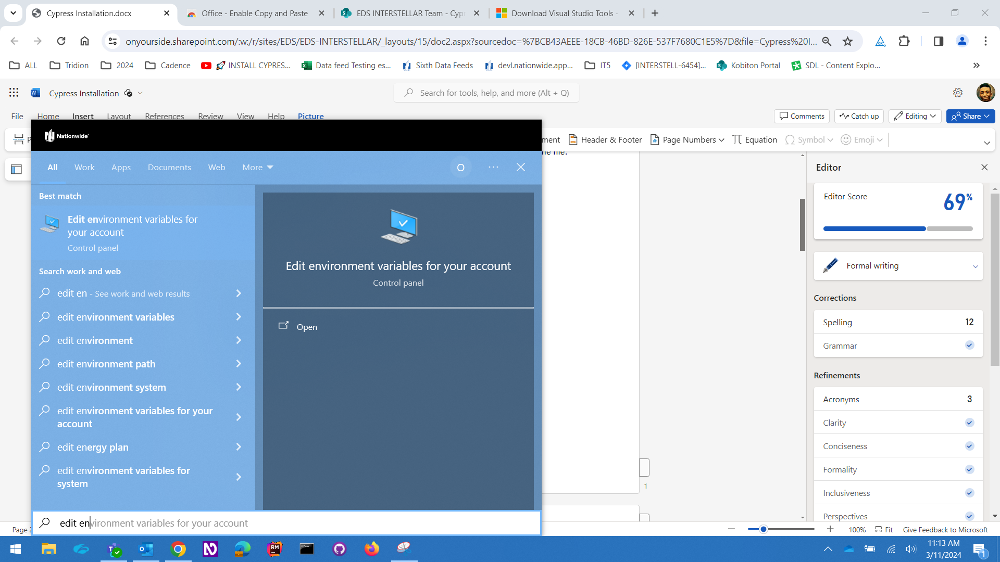 Cypress Installation.docx
Office - Enable Copy and Paste
EDS INTERSTELLAR Team - Cyp
Download Visual Studio Tools -
onyourside.sharepoint.com/:w:/r/sites/EDS/EDS-INTERSTELLAR/_layouts/15/doc2.aspx?sourcedoc=%7BCB43AEEE-18CB-46BD-826E-537F7680C1E5%7D&file=Cypress%20I...
ALL
Tridion
2024
Cadence
INSTALL CYPRES...
Data feed Testing es...
Sixth Data Feeds
devl.nationwide.app...
IT5
[INTERSTELL-6454]...
Kobiton Portal
SDL - Content Explo...
Cypress Installation
Search for tools, help, and more (Alt + Q)
File
Home
Insert
Layout
References
Review
View
Help
Picture
Comments
Catch up
Editing
Share
P
ment
Header & Footer
Page Numbers
Equation
Symbol
Emoji
Nationwide
All
Work
Apps
Documents
Web
More
O
Best match
Edit environment variables for
your account
Control panel
Search work and web
edit en - See work and web results
edit environment variables
edit environment
edit environment path
edit environment system
edit environment variables for your
account
edit energy plan
edit environment variables for
system
Edit environment variables for your account
Control panel
Open
edit environment variables for your account
he file.
1
Editor
Editor Score
69%
Formal writing
Corrections
Spelling
12
Grammar
Refinements
Acronyms
3
Clarity
Conciseness
Formality
Inclusiveness
Perspectives
Page 2
100%
Fit
Give Feedback to Microsoft
RM
11:13 AM
3/11/2024
1